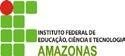 INSTITUTO FEDERAL DE
EDUCAÇÃO, CIÊNCIA E TECNOLOGIA
AMAZONAS